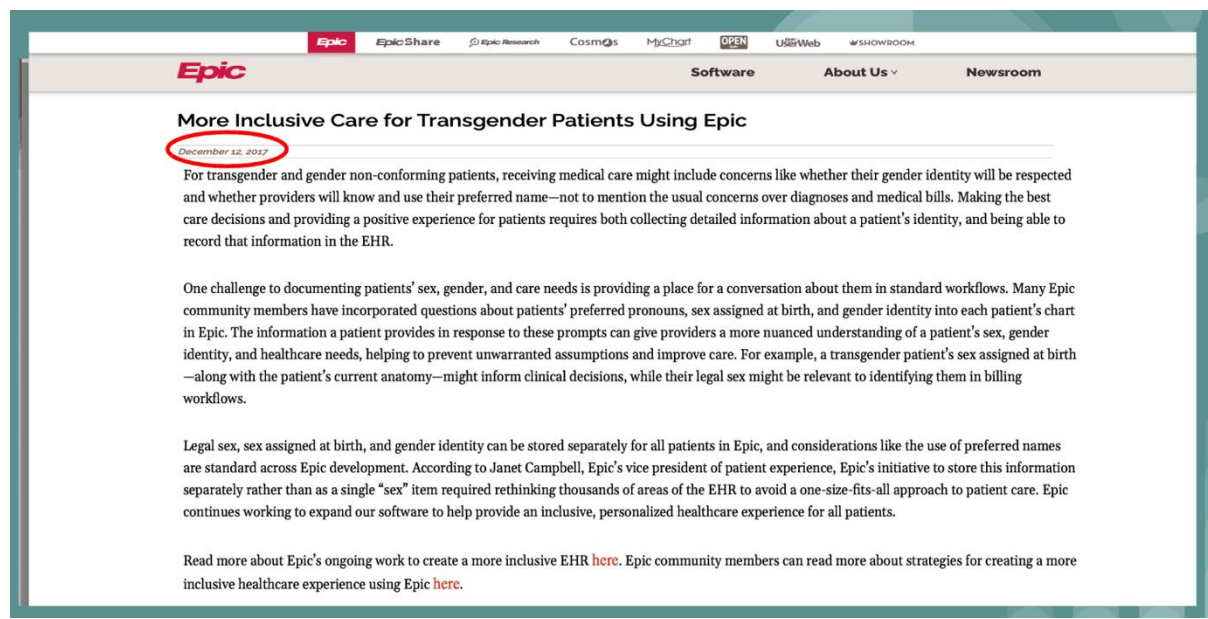 Epic EpicShare Epic Research Cosmos MyChart OPEN UserWeb SHOWROOM
Epic Software About Us Newsroom
More Inclusive Care for Transgender Patients Using Epic
December 12, 2017
For transgender and gender non-conforming patients, receiving medical care might include concerns like whether their gender identity will be respected
and whether providers will know and use their preferred name—not to mention the usual concerns over diagnoses and medical bills. Making the best
care decisions and providing a positive experience for patients requires both collecting detailed information about a patient's identity, and being able to
record that information in the EHR.
One challenge to documenting patients' sex, gender, and care needs is providing a place for a conversation about them in standard workflows. Many Epic
community members have incorporated questions about patients' preferred pronouns, sex assigned at birth, and gender identity into each patient's chart
in Epic. The information a patient provides in response to these prompts can give providers a more nuanced understanding of a patient's sex, gender
identity, and healthcare needs, helping to prevent unwarranted assumptions and improve care. For example, a transgender patient's sex assigned at birth
—along with the patient's current anatomy—might inform clinical decisions, while their legal sex might be relevant to identifying them in billing
workflows.
Legal sex, sex assigned at birth, and gender identity can be stored separately for all patients in Epic, and considerations like the use of preferred names
are standard across Epic development. According to Janet Campbell, Epic's vice president of patient experience, Epic's initiative to store this information
separately rather than as a single "sex" item required rethinking thousands of areas of the EHR to avoid a one-size-fits-all approach to patient care. Epic
continues working to expand our software to help provide an inclusive, personalized healthcare experience for all patients.
Read more about Epic's ongoing work to create a more inclusive EHR here. Epic community members can read more about strategies for creating a more
inclusive healthcare experience using Epic here.